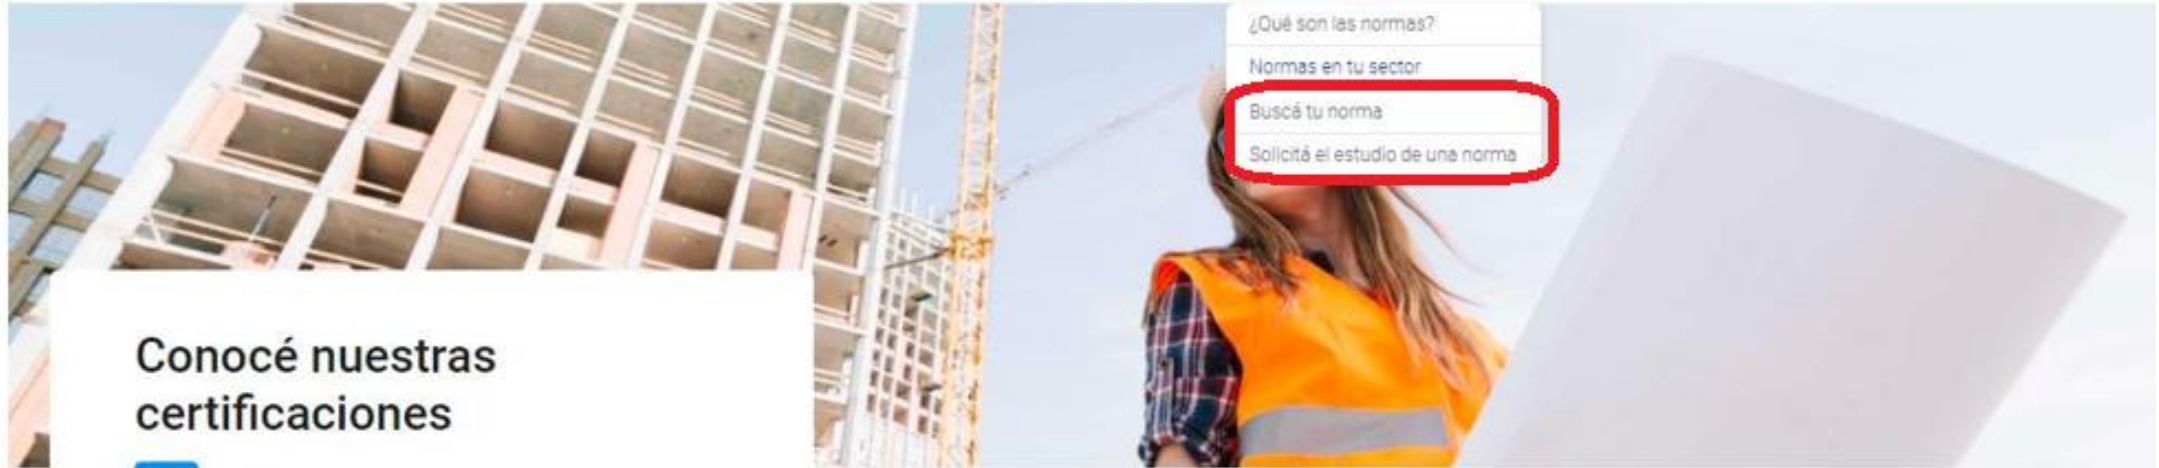 ¿Qué son las normas?
Normas en tu sector
Buscá tu norma
Solicitá el estudio de una norma
Conocé nuestras
certificaciones